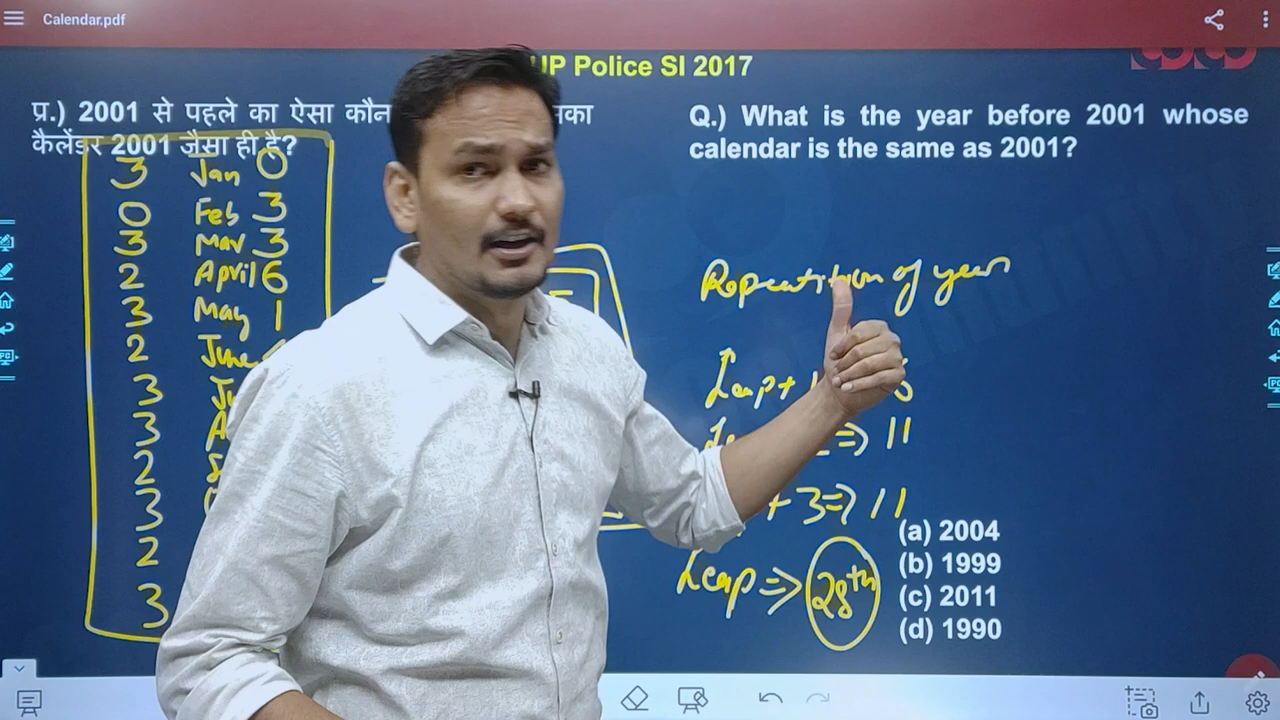 Calendar.pdf
UP Police SI 2017
प्र.) 2001 से पहले का ऐसा कौन
कैलेंडर 2001 जैसा ही है?
Q.) What is the year before 2001 whose
calendar is the same as 2001?
3 Jan 0
0 Feb 3
3 Mar 3
2 April 6
3 May 1
2 June
3
3
2
3
2
3
Repeatition of year
Leap +
=> 11
+ 3 => 11
Leap => 28th
(a) 2004
(b) 1999
(c) 2011
(d) 1990